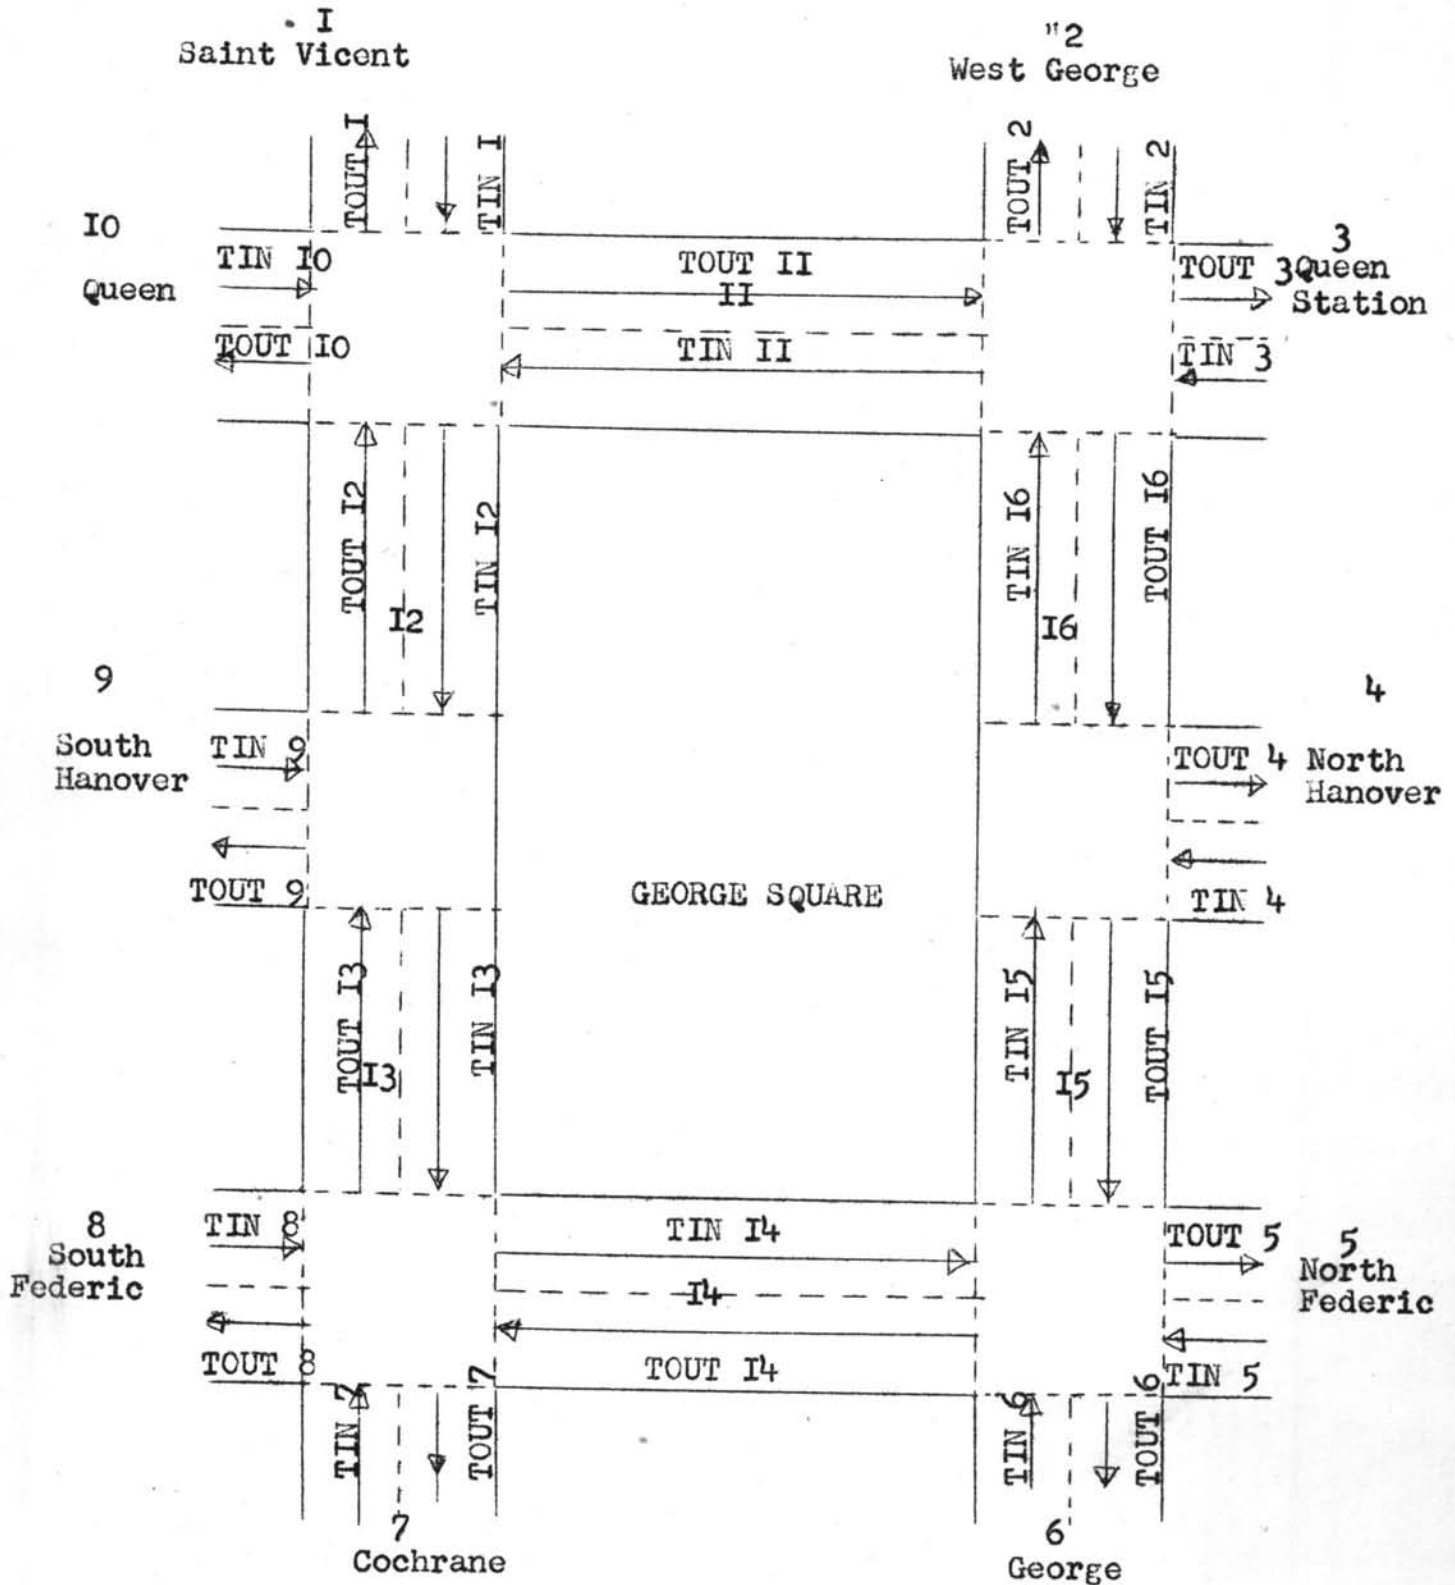 I
Saint Vicent
"2
West George
TOUT I
TIN I
TOUT 2
TIN 2
IO
Queen
TIN IO
TOUT IO
TOUT II
II
TIN II
TOUT 3
TIN 3
3
Queen
Station
TOUT I2
I2
TIN I2
TIN I6
I6
TOUT I6
9
South
Hanover
TIN 9
TOUT 9
GEORGE SQUARE
4
North
Hanover
TOUT 4
TIN 4
TOUT I3
I3
TIN I3
TIN I5
I5
TOUT I5
8
South
Federic
TIN 8
TOUT 8
TIN I4
I4
TOUT I4
TOUT 5
TIN 5
5
North
Federic
TIN 7
TOUT 7
TIN 6
TOUT 6
7
Cochrane
6
George